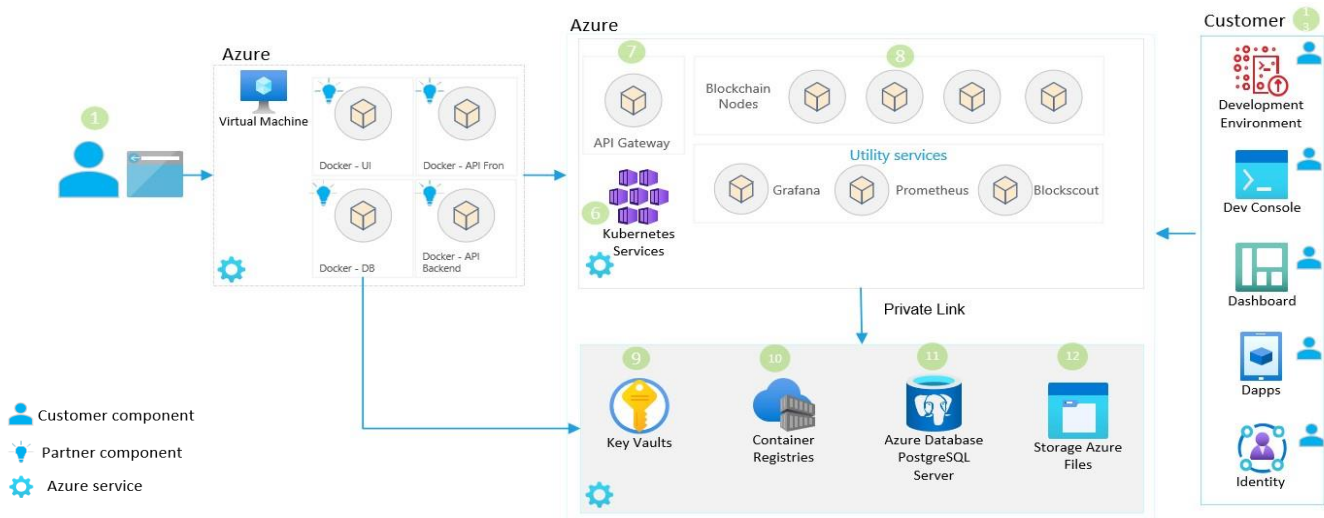 Azure
Azure
Customer 1-3
1
Virtual Machine
Docker - UI
Docker - API Fron
Docker - DB
Docker - API
Backend
7
API Gateway
6
Kubernetes
Services
8
Blockchain
Nodes
Utility services
Grafana
Prometheus
Blockscout
Private Link
9
Key Vaults
10
Container
Registries
11
Azure Database
PostgreSQL
Server
12
Storage Azure
Files
Development
Environment
Dev Console
Dashboard
Dapps
Identity
Customer component
Partner component
Azure service